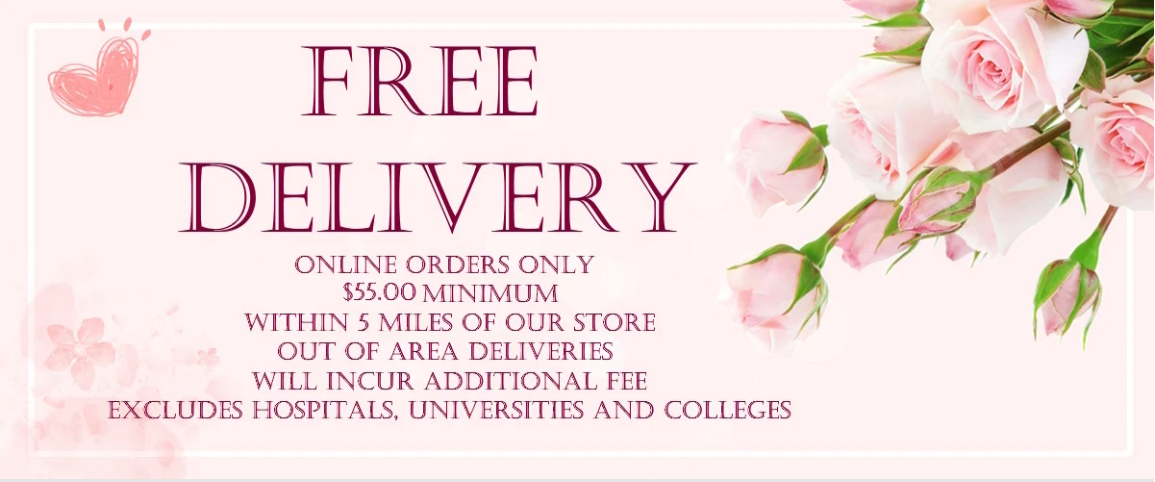 FREE
DELIVERY
ONLINE ORDERS ONLY
$55.00 MINIMUM
WITHIN 5 MILES OF OUR STORE
OUT OF AREA DELIVERIES
WILL INCUR ADDITIONAL FEE
EXCLUDES HOSPITALS, UNIVERSITIES AND COLLEGES